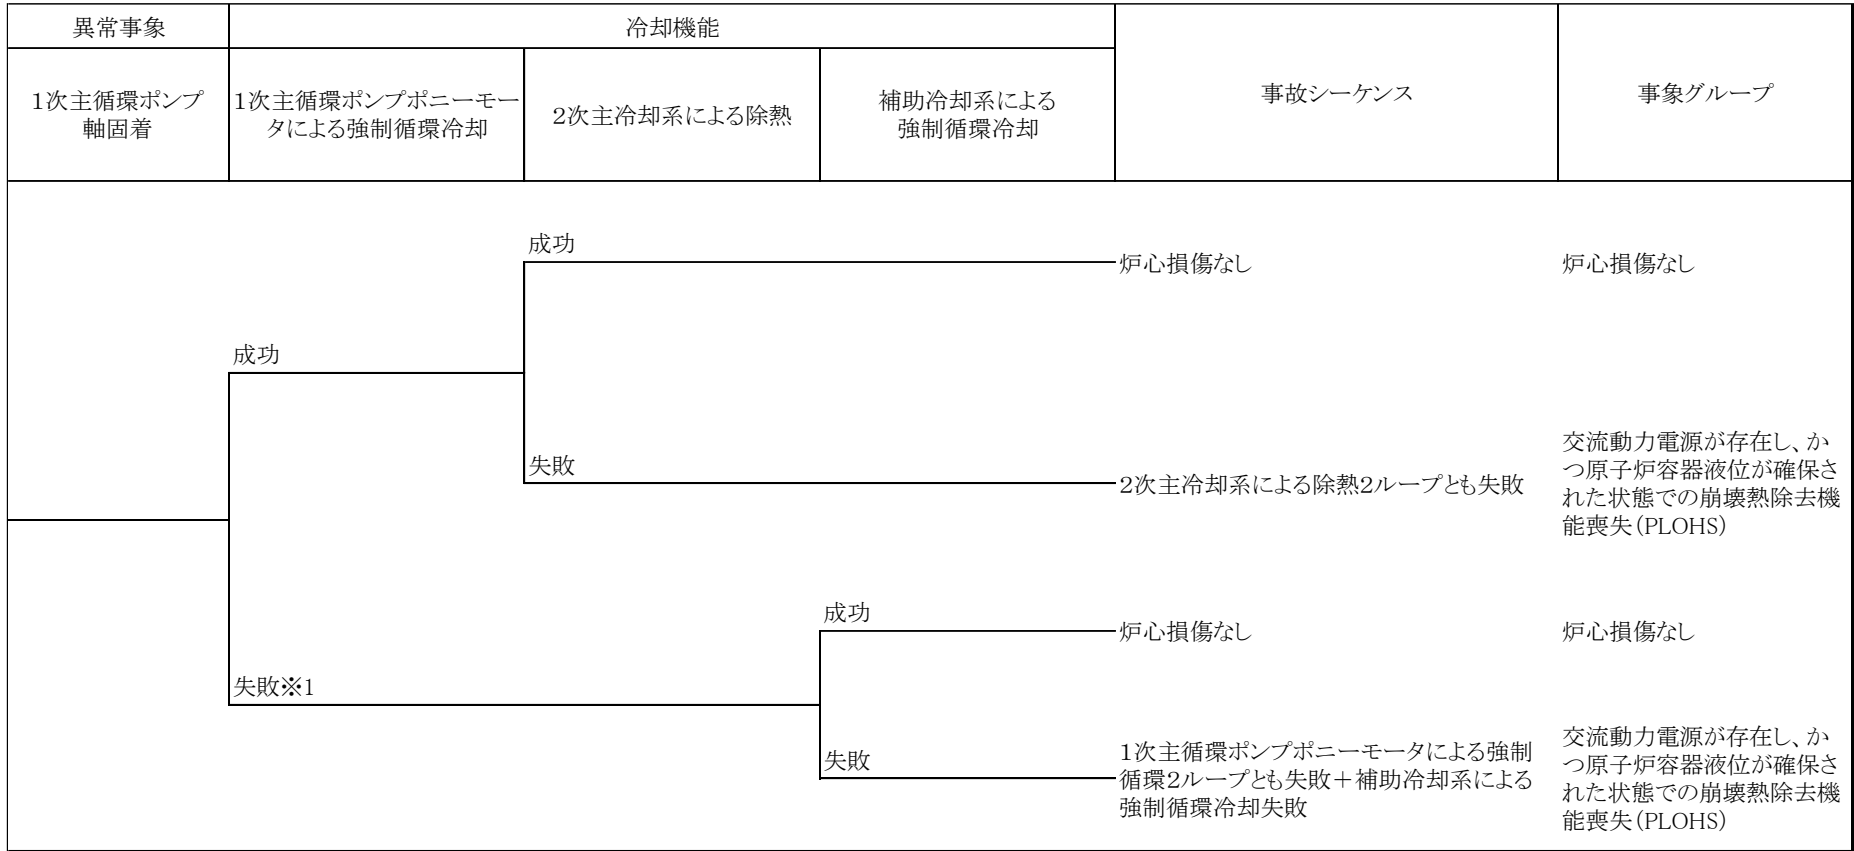 異常事象
冷却機能
1次主循環ポンプ
軸固着
1次主循環ポンプポニーモー
タによる強制循環冷却
2次主冷却系による除熱
補助冷却系による
強制循環冷却
事故シーケンス
事象グループ
成功
炉心損傷なし
炉心損傷なし
成功
失敗
2次主冷却系による除熱2ループとも失敗
交流動力電源が存在し、か
つ原子炉容器液位が確保さ
れた状態での崩壊熱除去機
能喪失(PLOHS)
成功
炉心損傷なし
炉心損傷なし
失敗※1
失敗
1次主循環ポンプポニーモータによる強制
循環2ループとも失敗+補助冷却系による
強制循環冷却失敗
交流動力電源が存在し、か
つ原子炉容器液位が確保さ
れた状態での崩壊熱除去機
能喪失(PLOHS)